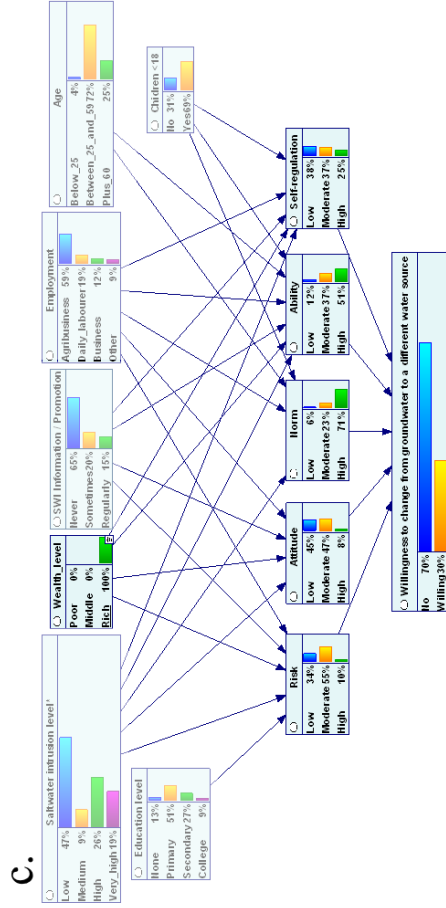 c.
Saltwater intrusion level*
Low 47%
Medium 9%
High 26%
Very_high 19%
Wealth_level
Poor 0%
Middle 0%
Rich 100%
SWI Information / Promotion
Never 65%
Sometimes 20%
Regularly 15%
Employment
Agribusiness 59%
Daily_labourer 19%
Business 12%
Other 9%
Age
Below_25 4%
Between_25_and_59 72%
Plus_60 25%
Education level
None 13%
Primary 51%
Secondary 27%
College 9%
Chidren <18
No 31%
Yes 69%
Risk
Low 34%
Moderate 55%
High 10%
Attitude
Low 45%
Moderate 47%
High 8%
Norm
Low 6%
Moderate 23%
High 71%
Ability
Low 12%
Moderate 37%
High 51%
Self-regulation
Low 38%
Moderate 37%
High 25%
Willingness to change from groundwater to a different water source
No 70%
Willing 30%